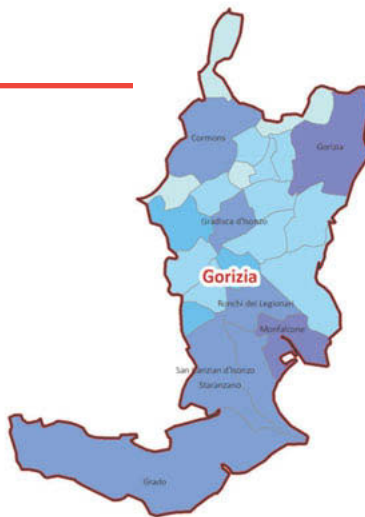 Cormons
Gorizia
Gradisca d'Isonzo
Gorizia
Ronchi dei Legionari
Monfalcone
San Canzian d'Isonzo
Staranzano
Grado